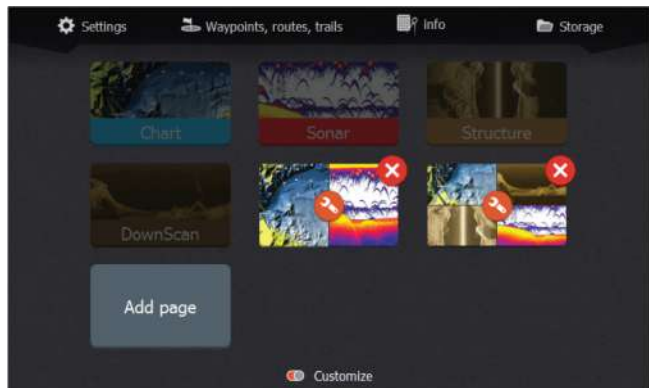 Settings
Waypoints, routes, trails
Info
Storage
Chart
Sonar
Structure
DownScan
Add page
Customize